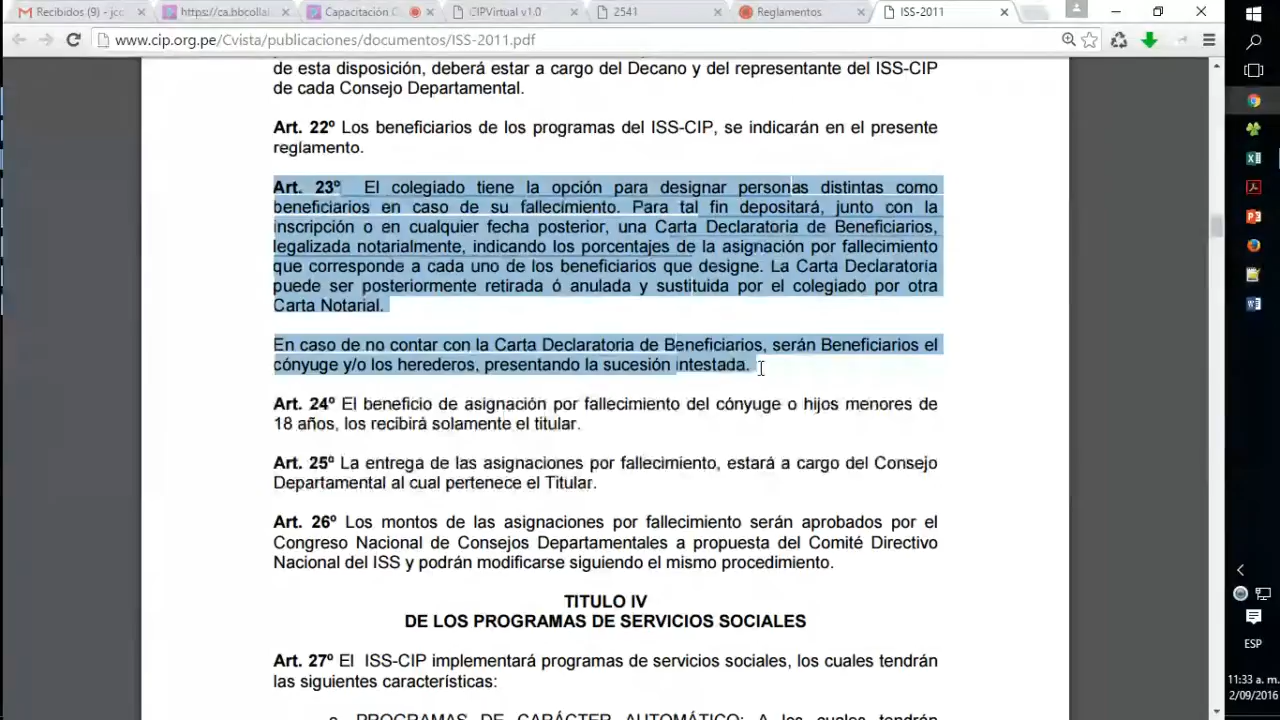 Recibidos (9) - jcc
https://ca.bbcollal
Capacitación C
CIPVirtual v1.0
2541
Reglamentos
ISS-2011
www.cip.org.pe/Cvista/publicaciones/documentos/ISS-2011.pdf
de esta disposición, deberá estar a cargo del Decano y del representante del ISS-CIP
de cada Consejo Departamental.
Art. 22º Los beneficiarios de los programas del ISS-CIP, se indicarán en el presente
reglamento.
Art. 23º El colegiado tiene la opción para designar personas distintas como
beneficiarios en caso de su fallecimiento. Para tal fin depositará, junto con la
inscripción o en cualquier fecha posterior, una Carta Declaratoria de Beneficiarios,
legalizada notarialmente, indicando los porcentajes de la asignación por fallecimiento
que corresponde a cada uno de los beneficiarios que designe. La Carta Declaratoria
puede ser posteriormente retirada ó anulada y sustituida por el colegiado por otra
Carta Notarial.
En caso de no contar con la Carta Declaratoria de Beneficiarios, serán Beneficiarios el
cónyuge y/o los herederos, presentando la sucesión intestada.
Art. 24º El beneficio de asignación por fallecimiento del cónyuge o hijos menores de
18 años, los recibirá solamente el titular.
Art. 25º La entrega de las asignaciones por fallecimiento, estará a cargo del Consejo
Departamental al cual pertenece el Titular.
Art. 26º Los montos de las asignaciones por fallecimiento serán aprobados por el
Congreso Nacional de Consejos Departamentales a propuesta del Comité Directivo
Nacional del ISS y podrán modificarse siguiendo el mismo procedimiento.
TITULO IV
DE LOS PROGRAMAS DE SERVICIOS SOCIALES
Art. 27º El ISS-CIP implementará programas de servicios sociales, los cuales tendrán
las siguientes características:
a. PROGRAMAS DE CARÁCTER AUTOMÁTICO: A los cuales tendrán
ESP
11:33 a. m.
2/09/2016